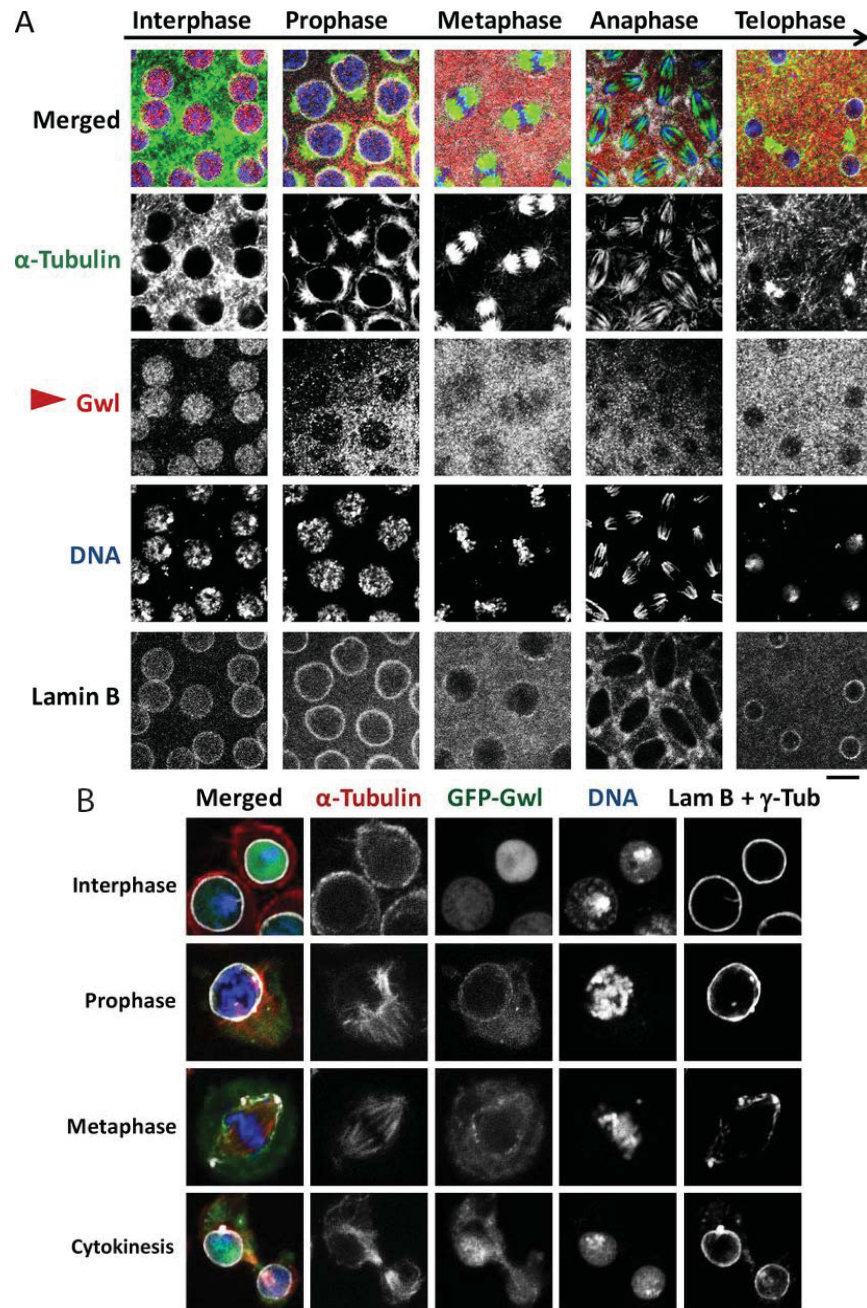 A
Interphase Prophase Metaphase Anaphase Telophase
Merged
α-Tubulin
Gwl
DNA
Lamin B
B
Merged α-Tubulin GFP-Gwl DNA Lam B + γ-Tub
Interphase
Prophase
Metaphase
Cytokinesis